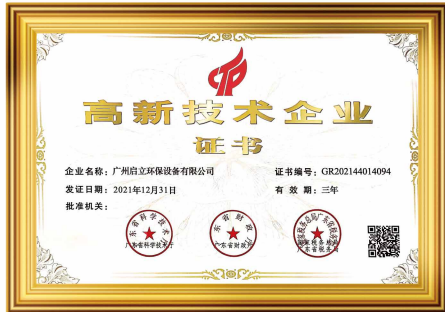 高新技术企业
证书
企业名称：广州启立环保设备有限公司
证书编号：GR202144014094
发证日期：2021年12月31日
有效期：三年
批准机关：
广东省科学技术厅
广东省财政厅
国家税务总局广东省税务局